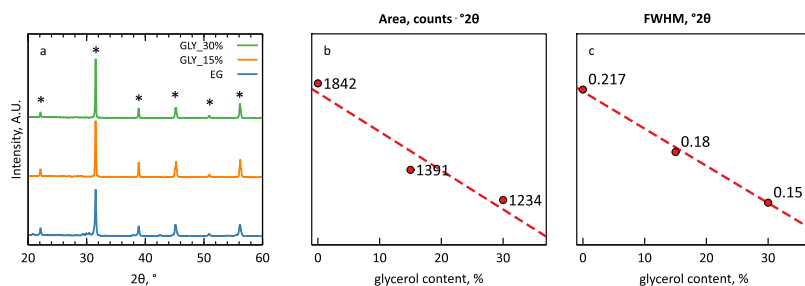 Area, counts · °2θ
FWHM, °2θ
a
GLY_30%
GLY_15%
EG
* * * * * *
Intensity, A.U.
20 30 40 50 60
2θ, °
b
1842
1391
1234
0 10 20 30
glycerol content, %
c
0.217
0.18
0.15
0 10 20 30
glycerol content, %